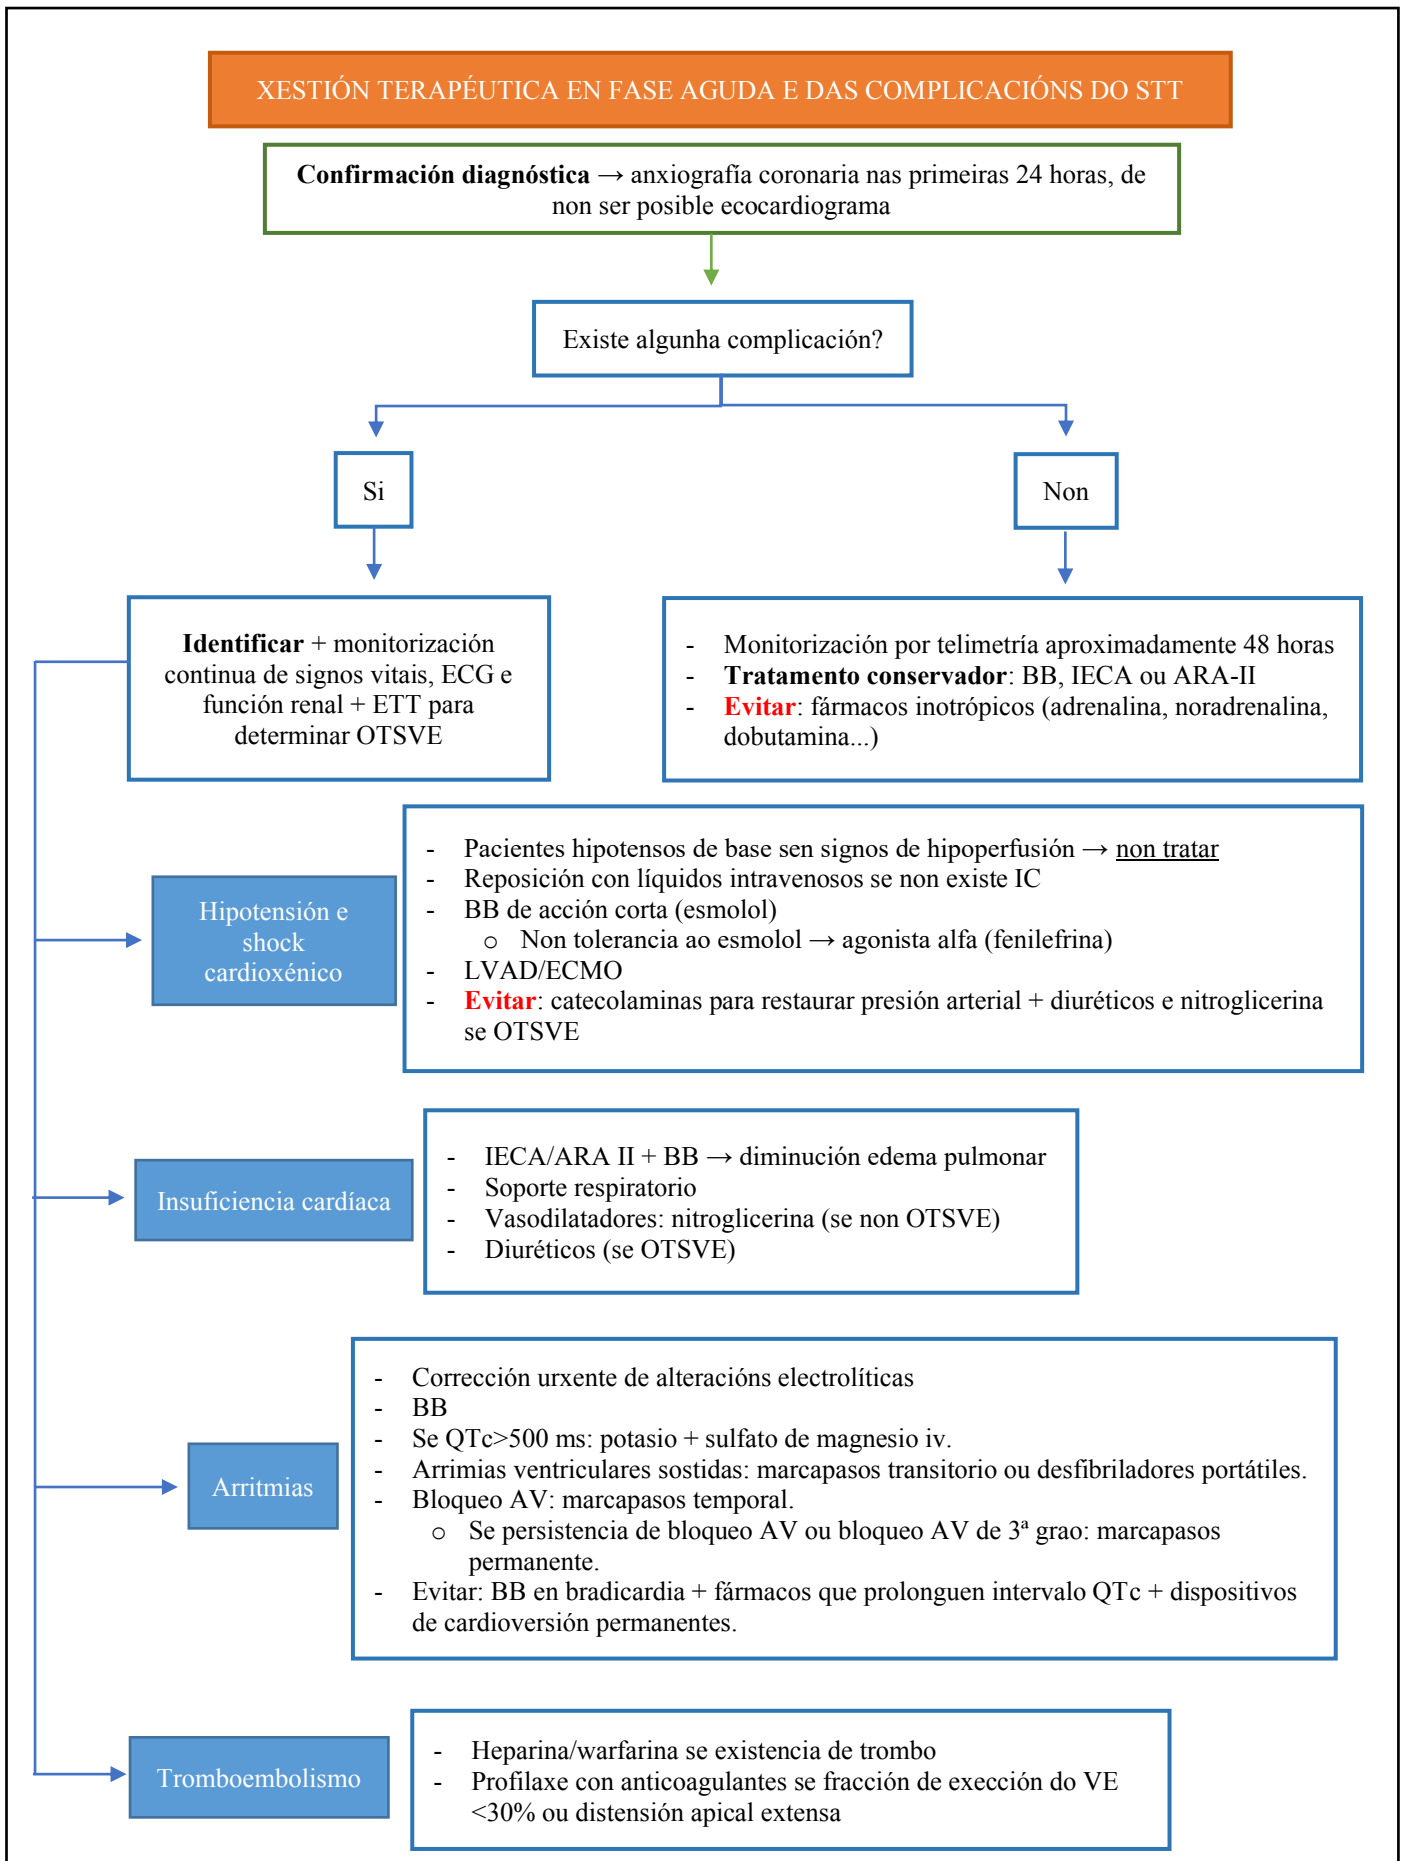 XESTIÓN TERAPÉUTICA EN FASE AGUDA E DAS COMPLICACIÓNS DO STT
Confirmación diagnóstica → anxiografía coronaria nas primeiras 24 horas, de
non ser posible ecocardiograma
Existe algunha complicación?
Si
Non
Identificar + monitorización
continua de signos vitais, ECG e
función renal + ETT para
determinar OTSVE
- Monitorización por telimetría aproximadamente 48 horas
- Tratamento conservador: BB, IECA ou ARA-II
- Evitar: fármacos inotrópicos (adrenalina, noradrenalina,
dobutamina...)
Hipotensión e
shock
cardioxénico
- Pacientes hipotensos de base sen signos de hipoperfusión → non tratar
- Reposición con líquidos intravenosos se non existe IC
- BB de acción corta (esmolol)
o Non tolerancia ao esmolol → agonista alfa (fenilefrina)
- LVAD/ECMO
- Evitar: catecolaminas para restaurar presión arterial + diuréticos e nitroglicerina
se OTSVE
Insuficiencia cardíaca
- IECA/ARA II + BB → diminución edema pulmonar
- Soporte respiratorio
- Vasodilatadores: nitroglicerina (se non OTSVE)
- Diuréticos (se OTSVE)
Arritmias
- Corrección urxente de alteracións electrolíticas
- BB
- Se QTc>500 ms: potasio + sulfato de magnesio iv.
- Arrimias ventriculares sostidas: marcapasos transitorio ou desfibriladores portátiles.
- Bloqueo AV: marcapasos temporal.
o Se persistencia de bloqueo AV ou bloqueo AV de 3ª grao: marcapasos
permanente.
- Evitar: BB en bradicardia + fármacos que prolonguen intervalo QTc + dispositivos
de cardioversión permanentes.
Tromboembolismo
- Heparina/warfarina se existencia de trombo
- Profilaxe con anticoagulantes se fracción de exección do VE
<30% ou distensión apical extensa